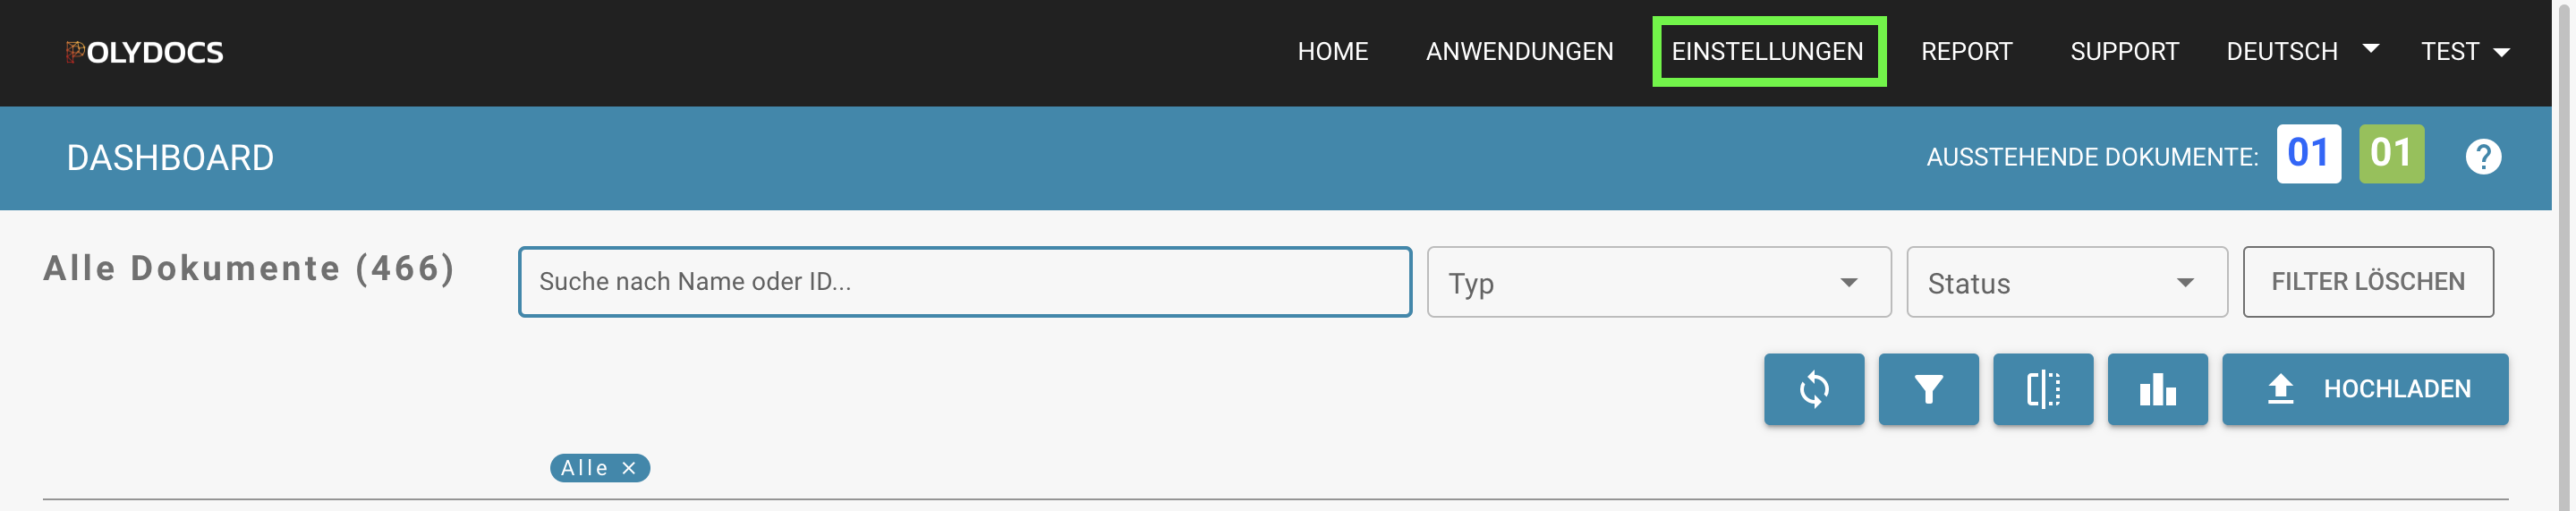 POLYDOCS
HOME ANWENDUNGEN EINSTELLUNGEN REPORT SUPPORT DEUTSCH TEST
DASHBOARD
AUSSTEHENDE DOKUMENTE: 01 01
Alle Dokumente (466)
Suche nach Name oder ID...
Typ
Status
FILTER LÖSCHEN
HOCHLADEN
Alle